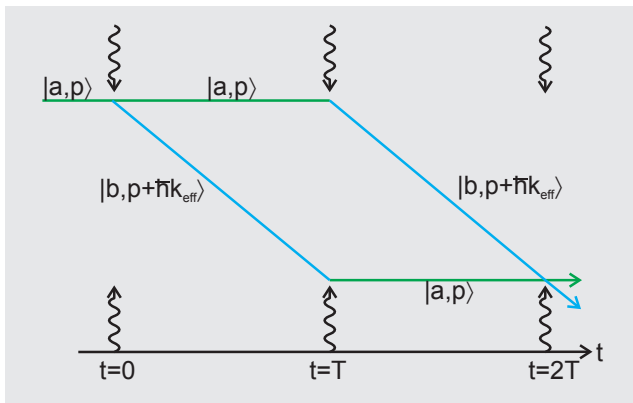 |a,p⟩ |a,p⟩
|b,p+ħk_eff⟩ |b,p+ħk_eff⟩
|a,p⟩
t
t=0 t=T t=2T